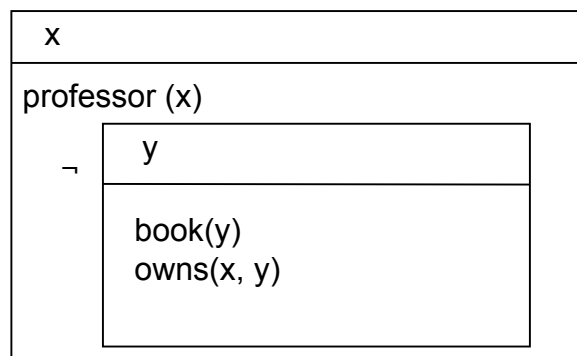 x
professor (x)
¬
y
book(y)
owns(x, y)